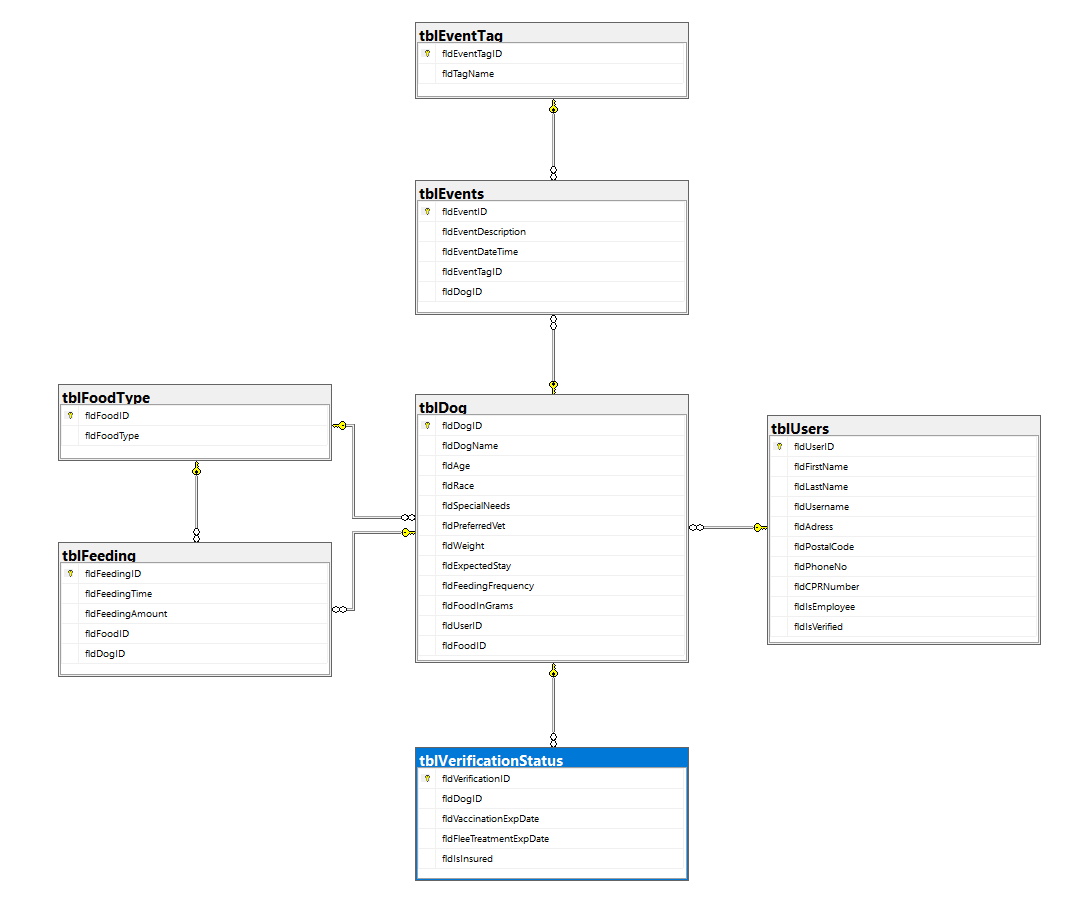 tblEventTag
fldEventTagID
fldTagName
tblEvents
fldEventID
fldEventDescription
fldEventDateTime
fldEventTagID
fldDogID
tblFoodType
fldFoodID
fldFoodType
tblFeeding
fldFeedingID
fldFeedingTime
fldFeedingAmount
fldFoodID
fldDogID
tblDog
fldDogID
fldDogName
fldAge
fldRace
fldSpecialNeeds
fldPreferredVet
fldWeight
fldExpectedStay
fldFeedingFrequency
fldFoodInGrams
fldUserID
fldFoodID
tblUsers
fldUserID
fldFirstName
fldLastName
fldUsername
fldAdress
fldPostalCode
fldPhoneNo
fldCPRNumber
fldIsEmployee
fldIsVerified
tblVerificationStatus
fldVerificationID
fldDogID
fldVaccinationExpDate
fldFleeTreatmentExpDate
fldIsInsured